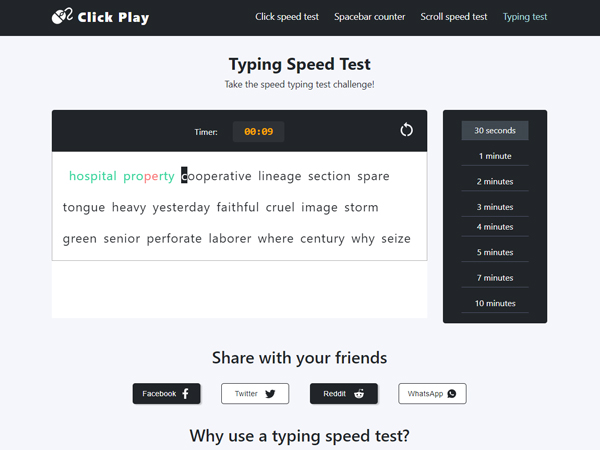 Click Play
Click speed test Spacebar counter Scroll speed test Typing test
Typing Speed Test
Take the speed typing test challenge!
Timer: 00:09
hospital property cooperative lineage section spare
tongue heavy yesterday faithful cruel image storm
green senior perforate laborer where century why seize
30 seconds
1 minute
2 minutes
3 minutes
4 minutes
5 minutes
7 minutes
10 minutes
Share with your friends
Facebook Twitter Reddit WhatsApp
Why use a typing speed test?